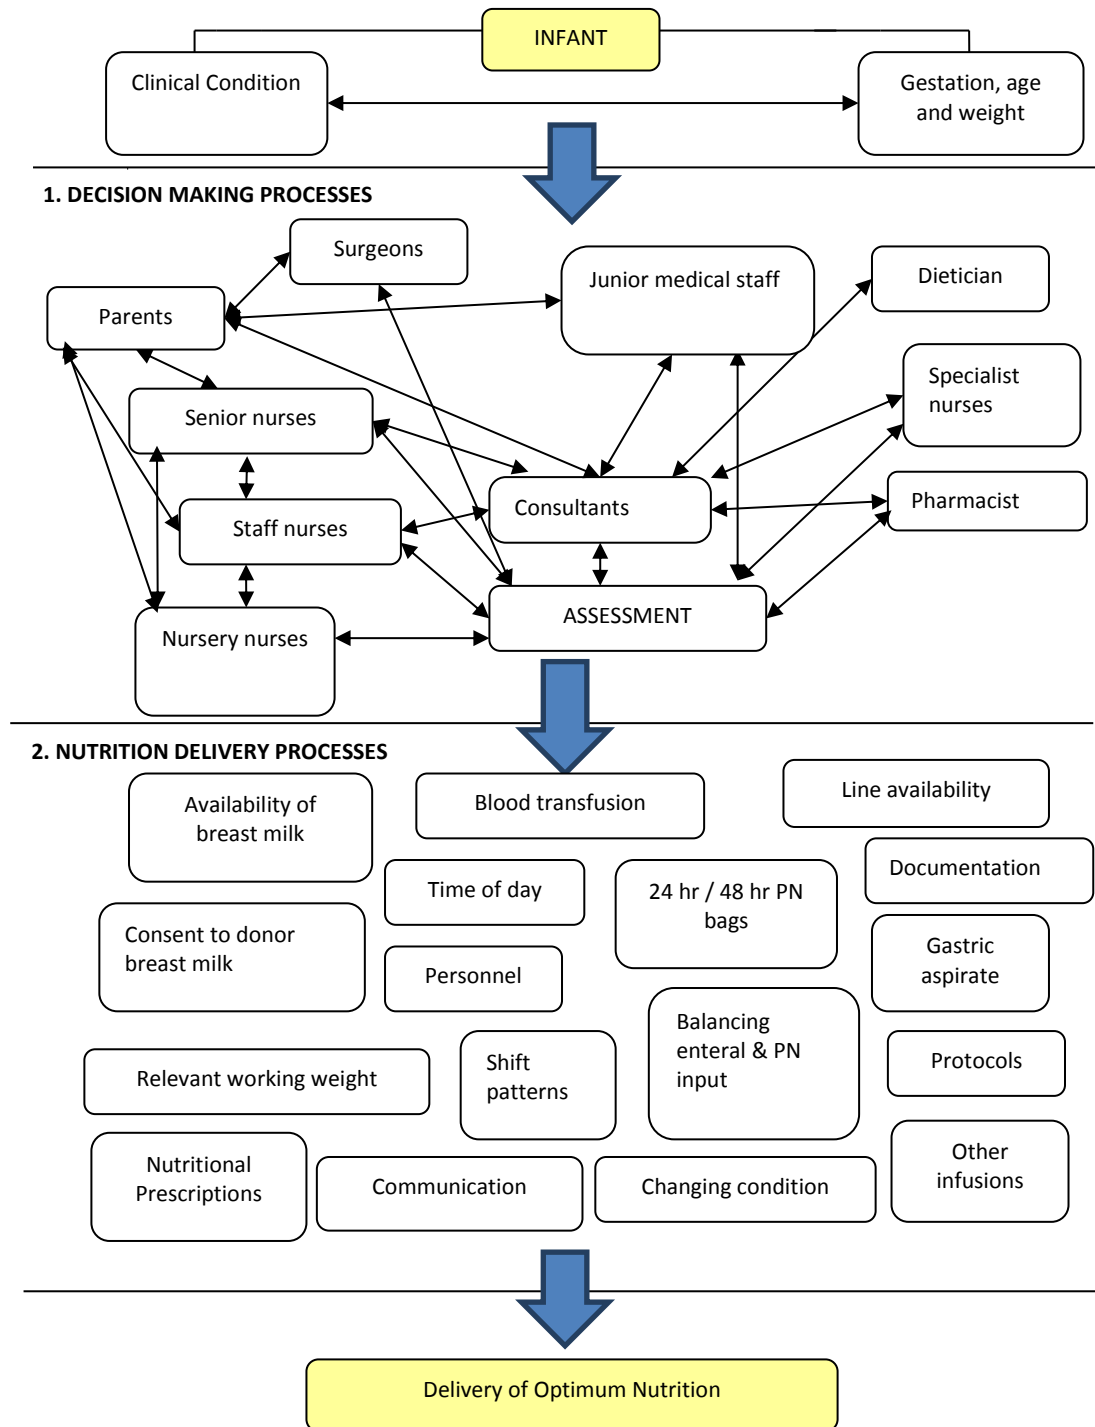 INFANT
Clinical Condition
Gestation, age
and weight
1. DECISION MAKING PROCESSES
Surgeons
Junior medical staff
Dietician
Parents
Specialist
nurses
Senior nurses
Consultants
Pharmacist
Staff nurses
ASSESSMENT
Nursery nurses
2. NUTRITION DELIVERY PROCESSES
Availability of
breast milk
Blood transfusion
Line availability
Time of day
24 hr / 48 hr PN
bags
Documentation
Consent to donor
breast milk
Personnel
Gastric
aspirate
Relevant working weight
Shift
patterns
Balancing
enteral & PN
input
Protocols
Nutritional
Prescriptions
Communication
Changing condition
Other
infusions
Delivery of Optimum Nutrition